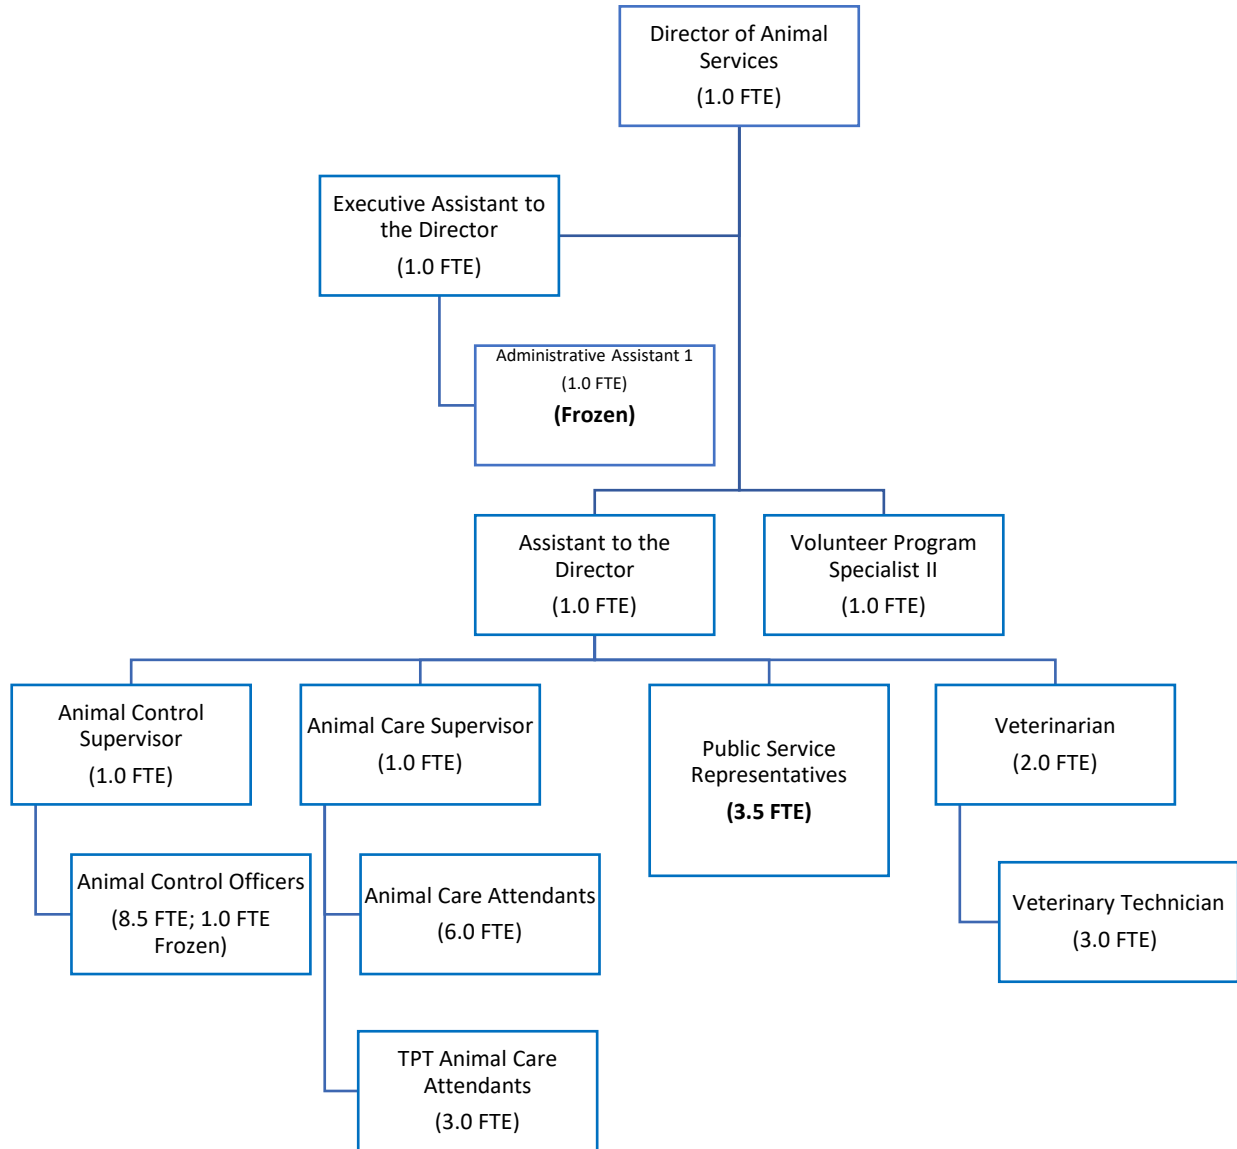 Director of Animal
Services
(1.0 FTE)
Executive Assistant to
the Director
(1.0 FTE)
Administrative Assistant 1
(1.0 FTE)
(Frozen)
Assistant to the
Director
(1.0 FTE)
Volunteer Program
Specialist II
(1.0 FTE)
Animal Control
Supervisor
(1.0 FTE)
Animal Care Supervisor
(1.0 FTE)
Public Service
Representatives
(3.5 FTE)
Veterinarian
(2.0 FTE)
Animal Control Officers
(8.5 FTE; 1.0 FTE
Frozen)
Animal Care Attendants
(6.0 FTE)
Veterinary Technician
(3.0 FTE)
TPT Animal Care
Attendants
(3.0 FTE)